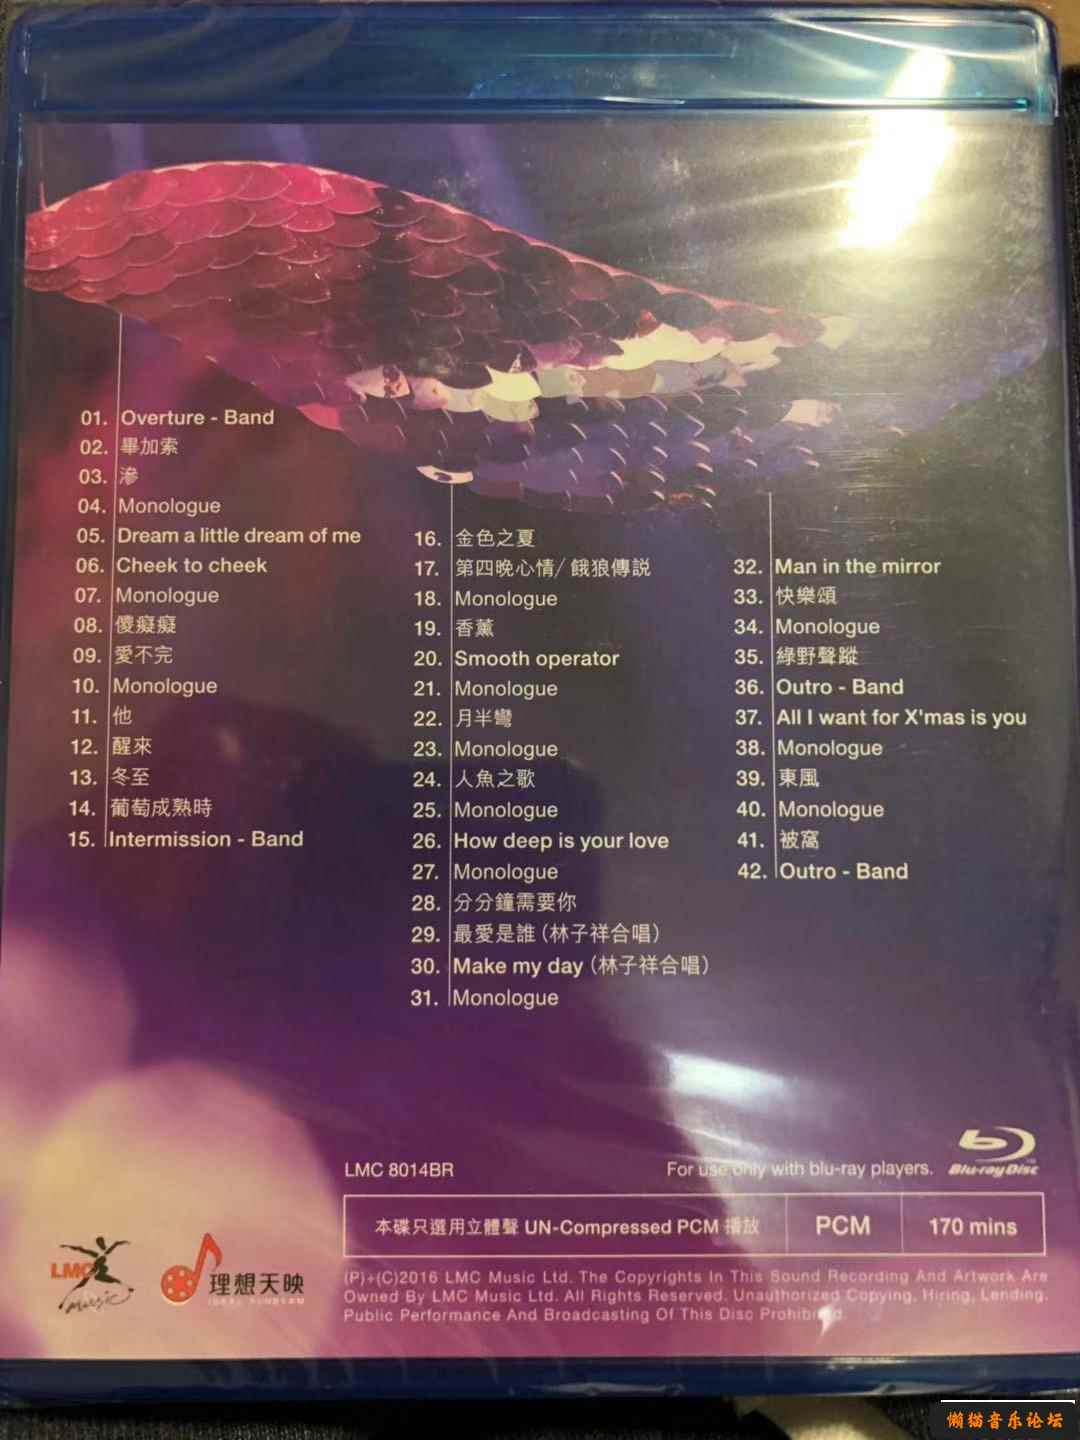 01. Overture - Band
02. 畢加索
03. 滲
04. Monologue
05. Dream a little dream of me
06. Cheek to cheek
07. Monologue
08. 儍癡癡
09. 愛不完
10. Monologue
11. 他
12. 醒來
13. 冬至
14. 葡萄成熟時
15. Intermission - Band
16. 金色之夏
17. 第四晚心情/ 餓狼傳説
18. Monologue
19. 香薰
20. Smooth operator
21. Monologue
22. 月半彎
23. Monologue
24. 人魚之歌
25. Monologue
26. How deep is your love
27. Monologue
28. 分分鐘需要你
29. 最愛是誰（林子祥合唱）
30. Make my day（林子祥合唱）
31. Monologue
32. Man in the mirror
33. 快樂頌
34. Monologue
35. 綠野聲蹤
36. Outro - Band
37. All I want for X'mas is you
38. Monologue
39. 東風
40. Monologue
41. 被窩
42. Outro - Band
LMC 8014BR
For use only with blu-ray players.
Blu-ray Disc
本碟只選用立體聲 UN-Compressed PCM 播放
PCM
170 mins
LMC
music
理想天映
(P)+(C)2016 LMC Music Ltd. The Copyrights In This Sound Recording And Artwork Are
Owned By LMC Music Ltd. All Rights Reserved. Unauthorized Copying, Hiring, Lending,
Public Performance And Broadcasting Of This Disc Prohibited.
懒猫音乐论坛